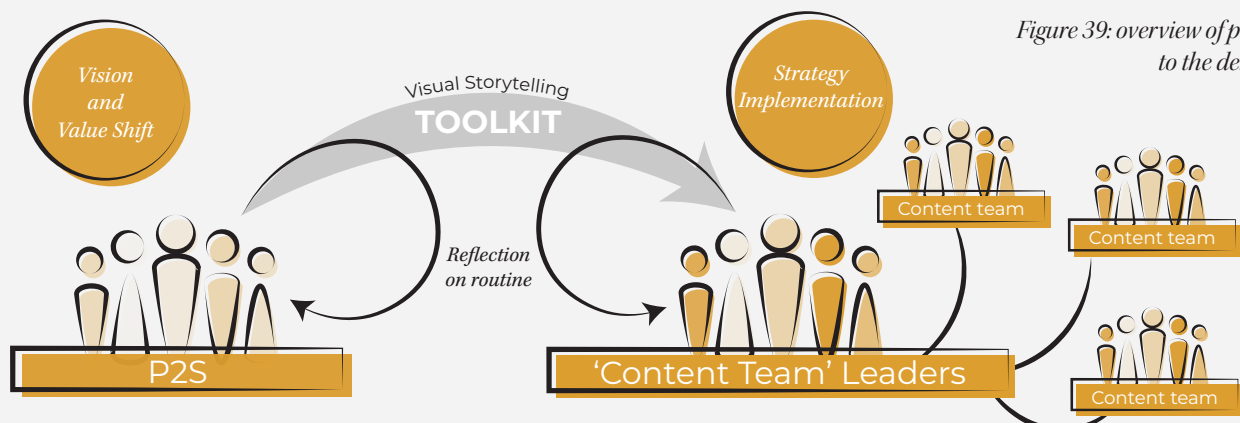 Vision
and
Value Shift
Visual Storytelling
TOOLKIT
Strategy
Implementation
Figure 39: overview of p
to the de
Reflection
on routine
Content team
Content team
Content team
P2S
‘Content Team’ Leaders